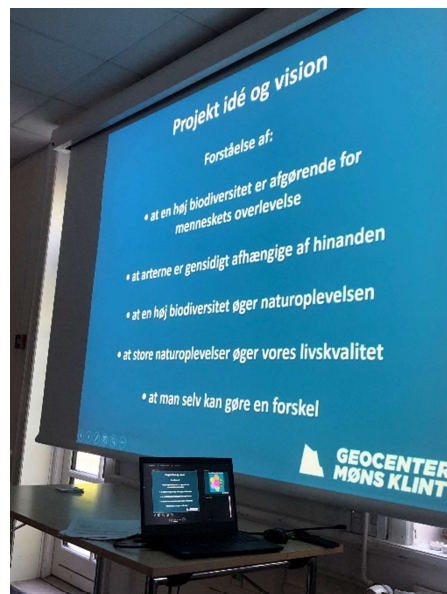 Projekt idé og vision
Forståelse af:
• at en høj biodiversitet er afgørende for
menneskets overlevelse
• at arterne er gensidigt afhængige af hinanden
• at en høj biodiversitet øger naturoplevelsen
• at store naturoplevelser øger vores livskvalitet
• at man selv kan gøre en forskel
GEOCENTER
MØNS KLINT